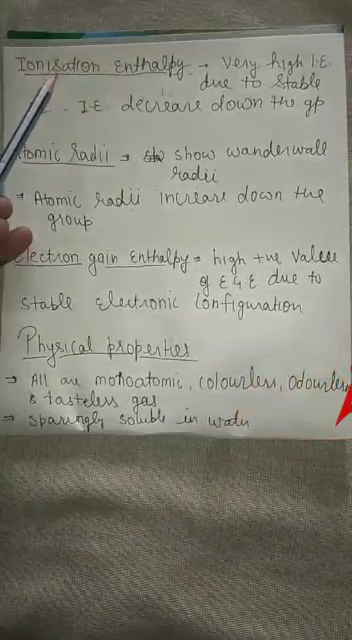 Ionisation Enthalpy → Very high I.E.
due to stable
I.E decrease down the gp
Atomic Radii → show wanderwall
radii
→ Atomic radii increase down the
group
Electron gain Enthalpy = high +ve value
of E.G.E due to
stable electronic configuration
Physical properties
→ All are monoatomic, colourless, odourless
& tasteless gas
→ sparingly soluble in water